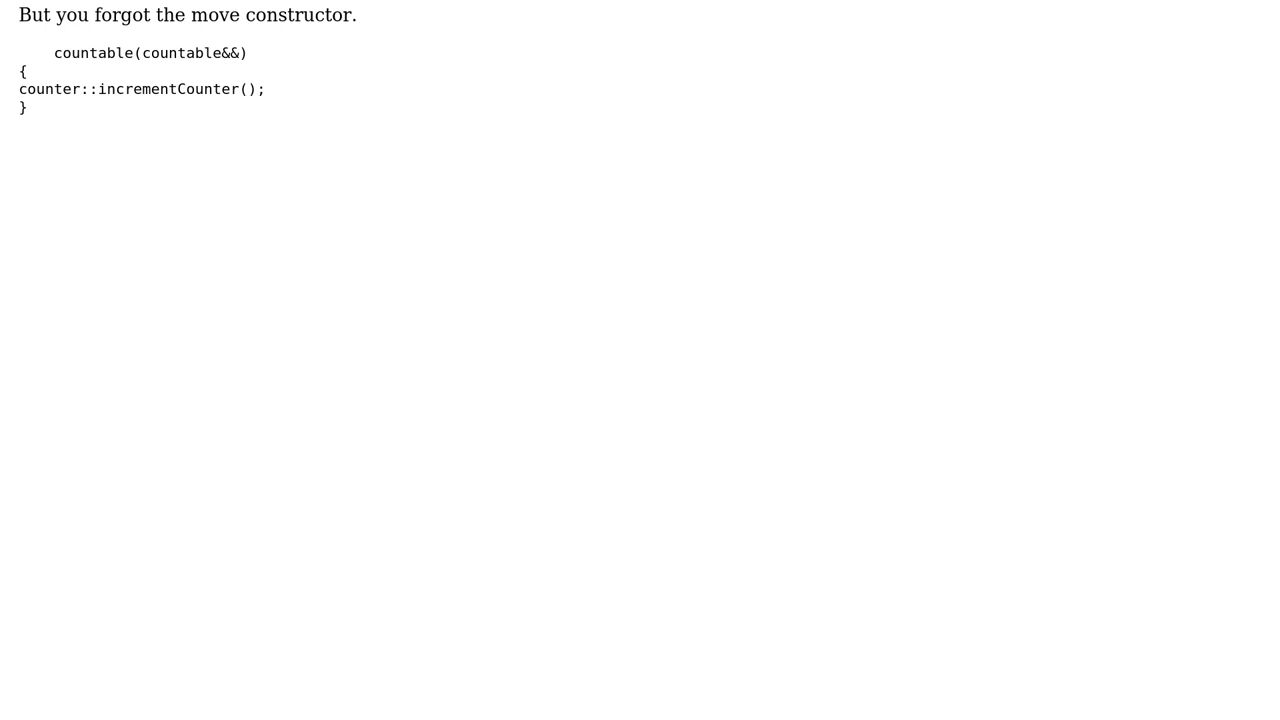 But you forgot the move constructor.
    countable(countable&&)
{
counter::incrementCounter();
}